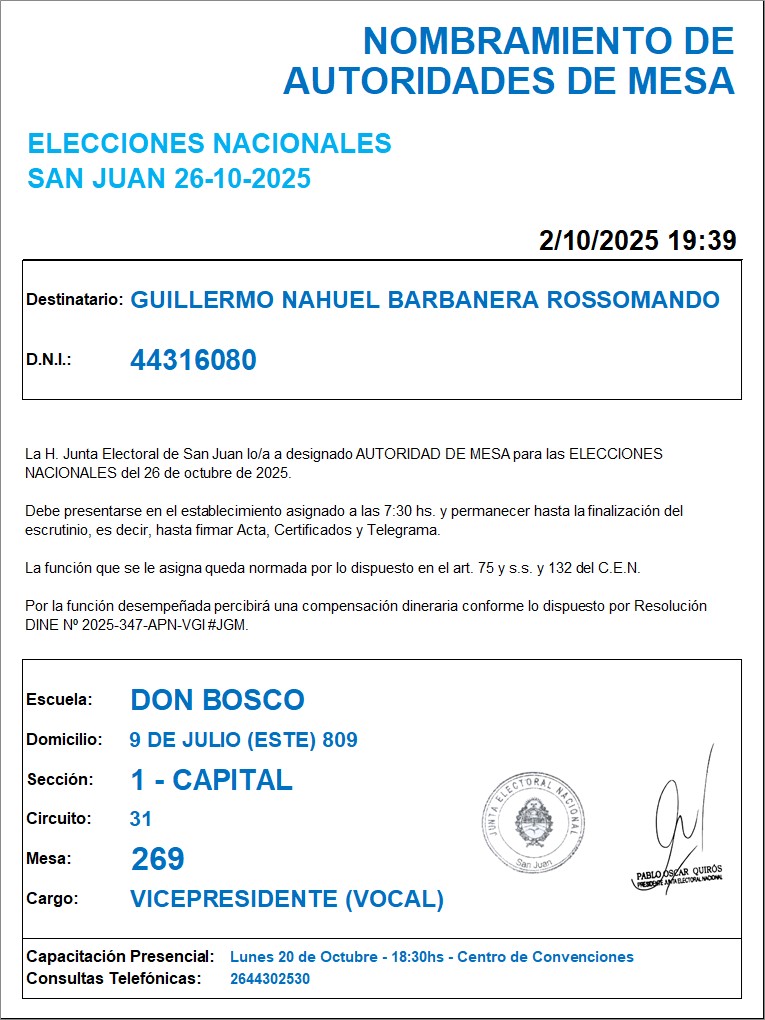 NOMBRAMIENTO DE
AUTORIDADES DE MESA
ELECCIONES NACIONALES
SAN JUAN 26-10-2025
2/10/2025 19:39
Destinatario: GUILLERMO NAHUEL BARBANERA ROSSOMANDO
D.N.I.: 44316080
La H. Junta Electoral de San Juan lo/a a designado AUTORIDAD DE MESA para las ELECCIONES
NACIONALES del 26 de octubre de 2025.
Debe presentarse en el establecimiento asignado a las 7:30 hs. y permanecer hasta la finalización del
escrutinio, es decir, hasta firmar Acta, Certificados y Telegrama.
La función que se le asigna queda normada por lo dispuesto en el art. 75 y s.s. y 132 del C.E.N.
Por la función desempeñada percibirá una compensación dineraria conforme lo dispuesto por Resolución
DINE Nº 2025-347-APN-VGI#JGM.
Escuela: DON BOSCO
Domicilio: 9 DE JULIO (ESTE) 809
Sección: 1 - CAPITAL
Circuito: 31
Mesa: 269
Cargo: VICEPRESIDENTE (VOCAL)
JUNTA ELECTORAL NACIONAL
San Juan
PABLO OSCAR QUIRÓS
PRESIDENTE JUNTA ELECTORAL NACIONAL
Capacitación Presencial: Lunes 20 de Octubre - 18:30hs - Centro de Convenciones
Consultas Telefónicas: 2644302530